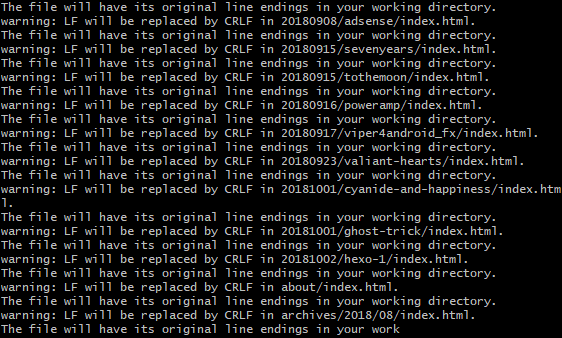 The file will have its original line endings in your working directory.
warning: LF will be replaced by CRLF in 20180908/adsense/index.html.
The file will have its original line endings in your working directory.
warning: LF will be replaced by CRLF in 20180915/sevenyears/index.html.
The file will have its original line endings in your working directory.
warning: LF will be replaced by CRLF in 20180915/tothemoon/index.html.
The file will have its original line endings in your working directory.
warning: LF will be replaced by CRLF in 20180916/poweramp/index.html.
The file will have its original line endings in your working directory.
warning: LF will be replaced by CRLF in 20180917/viper4android_fx/index.html.
The file will have its original line endings in your working directory.
warning: LF will be replaced by CRLF in 20180923/valiant-hearts/index.html.
The file will have its original line endings in your working directory.
warning: LF will be replaced by CRLF in 20181001/cyanide-and-happiness/index.htm
l.
The file will have its original line endings in your working directory.
warning: LF will be replaced by CRLF in 20181001/ghost-trick/index.html.
The file will have its original line endings in your working directory.
warning: LF will be replaced by CRLF in 20181002/hexo-1/index.html.
The file will have its original line endings in your working directory.
warning: LF will be replaced by CRLF in about/index.html.
The file will have its original line endings in your working directory.
warning: LF will be replaced by CRLF in archives/2018/08/index.html.
The file will have its original line endings in your work